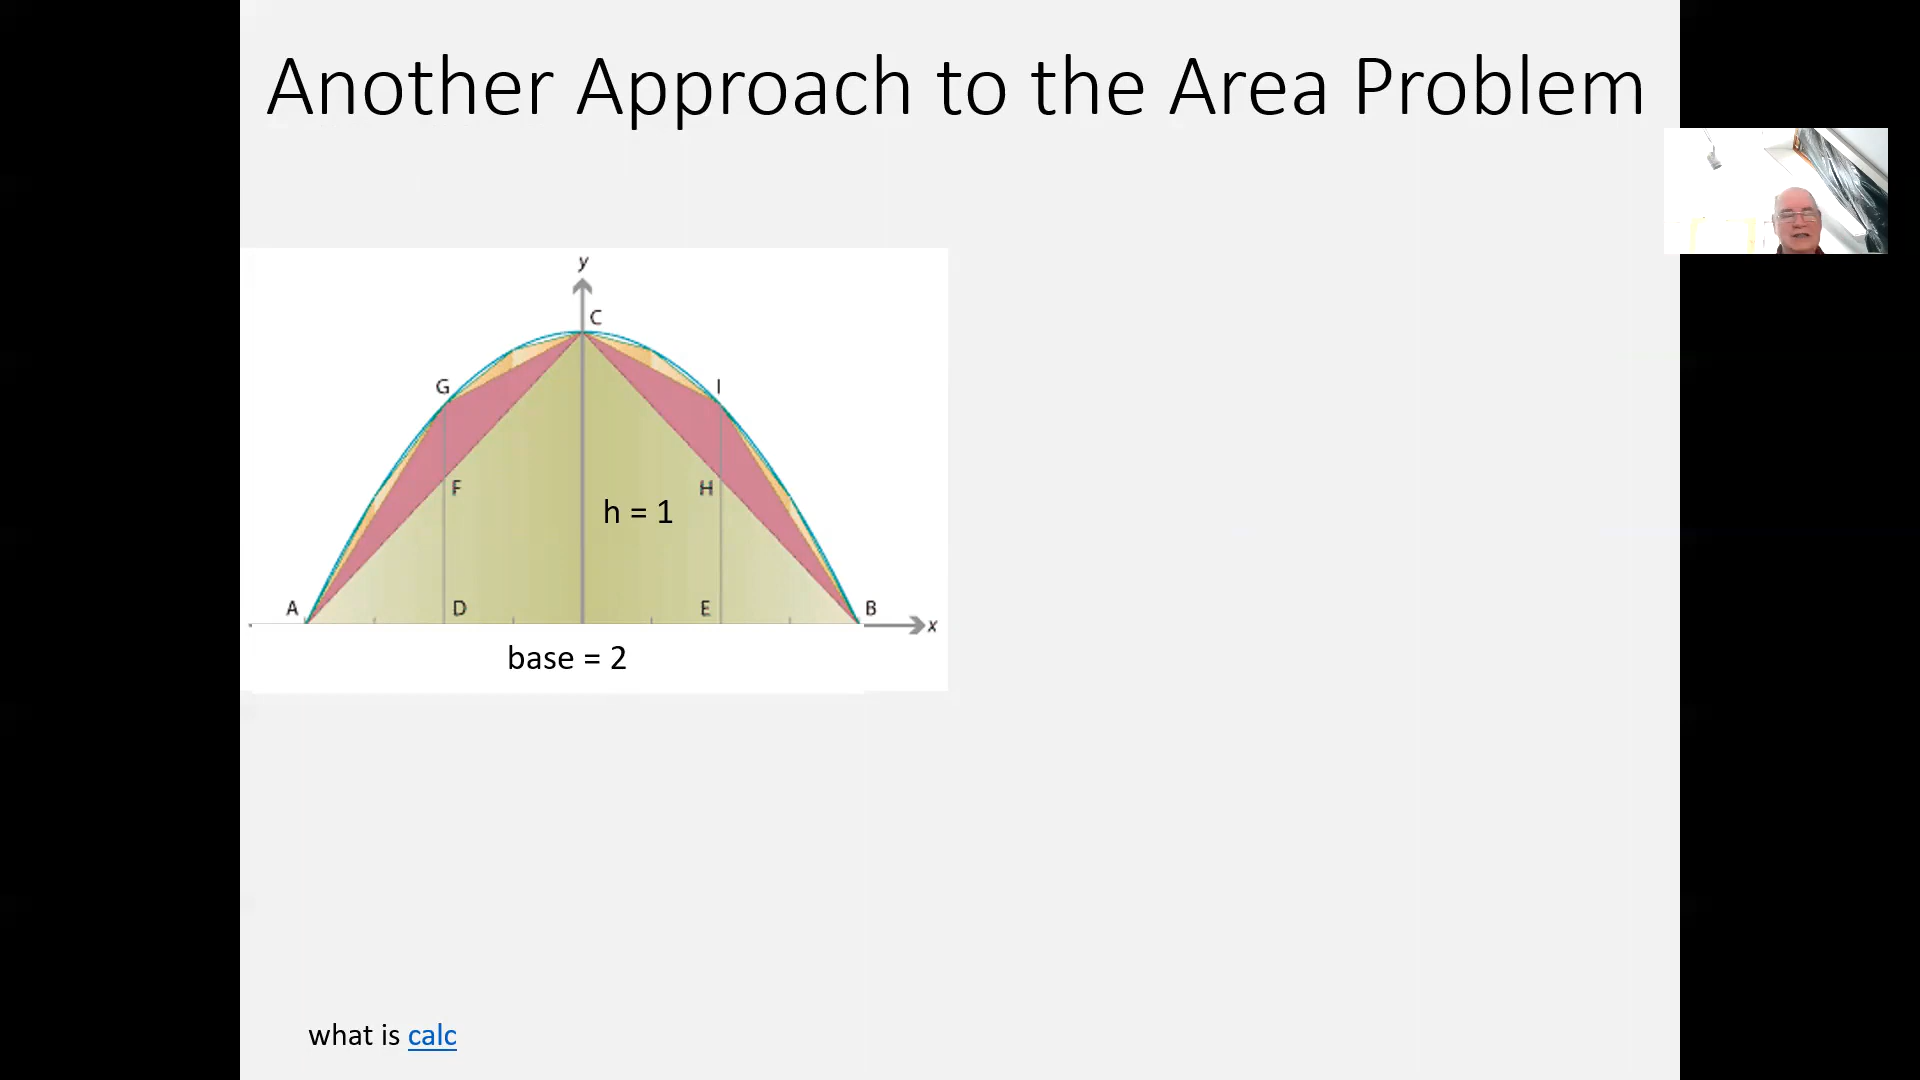 Another Approach to the Area Problem
y
C
G
I
F
H
h = 1
A
D
E
B
x
base = 2
what is calc